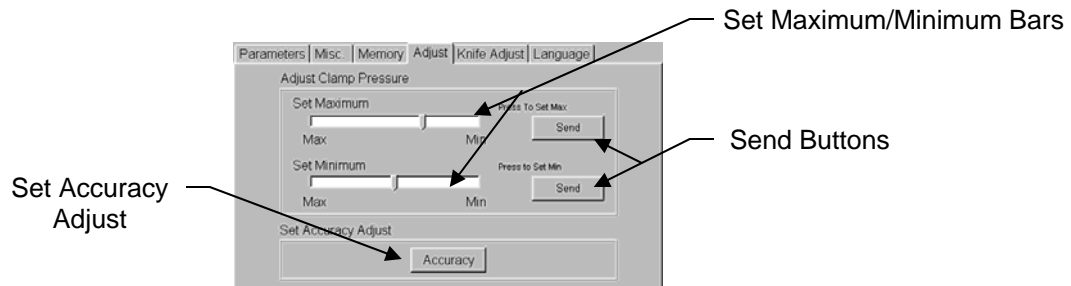 Set Maximum/Minimum Bars
Parameters Misc. Memory Adjust Knife Adjust Language
Adjust Clamp Pressure
Set Maximum
Press To Set Max
Send
Max Min
Send Buttons
Set Minimum
Press to Set Min
Send
Max Min
Set Accuracy
Adjust
Set Accuracy Adjust
Accuracy